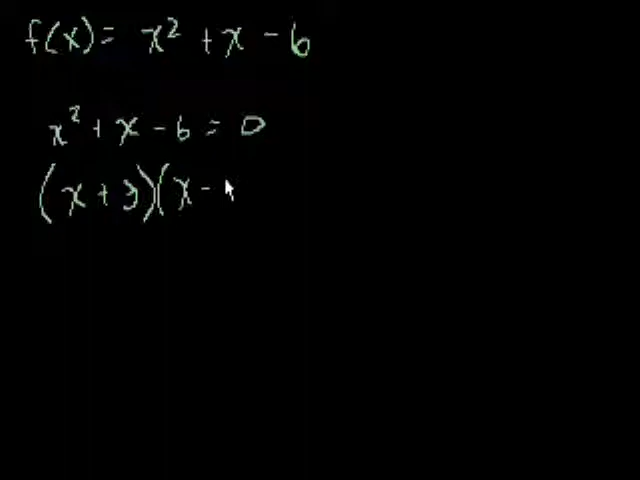 f(x) = x² + x - 6
x² + x - 6 = 0
(x + 3)(x -